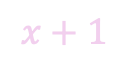 x + 1